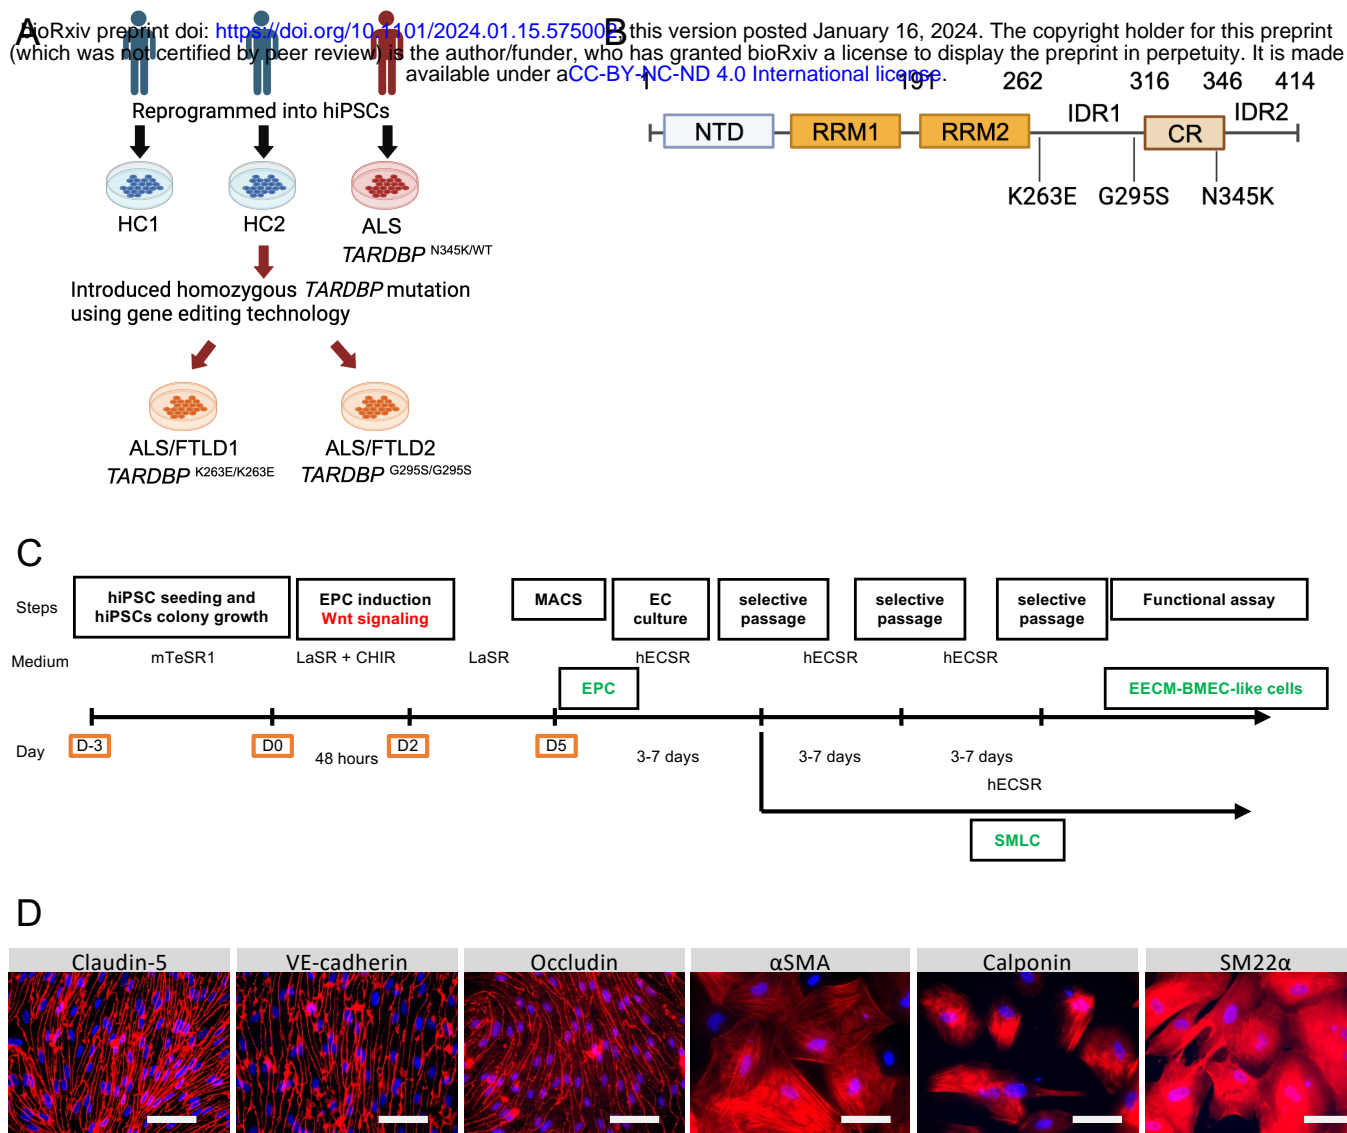 A
B
bioRxiv preprint doi: https://doi.org/10.1101/2024.01.15.575002; this version posted January 16, 2024. The copyright holder for this preprint
(which was not certified by peer review) is the author/funder, who has granted bioRxiv a license to display the preprint in perpetuity. It is made
available under aCC-BY-NC-ND 4.0 International license.
Reprogrammed into hiPSCs
HC1
HC2
ALS
TARDBP N345K/WT
Introduced homozygous TARDBP mutation
using gene editing technology
ALS/FTLD1
TARDBP K263E/K263E
ALS/FTLD2
TARDBP G295S/G295S
1 191 262 316 346 414
IDR1 IDR2
NTD RRM1 RRM2 CR
K263E G295S N345K
C
Steps
hiPSC seeding and
hiPSCs colony growth
EPC induction
Wnt signaling
MACS
EC
culture
selective
passage
selective
passage
selective
passage
Functional assay
Medium mTeSR1 LaSR + CHIR LaSR hECSR hECSR hECSR
EPC
EECM-BMEC-like cells
Day D-3 D0 48 hours D2 D5 3-7 days 3-7 days 3-7 days
hECSR
SMLC
D
Claudin-5 VE-cadherin Occludin αSMA Calponin SM22α